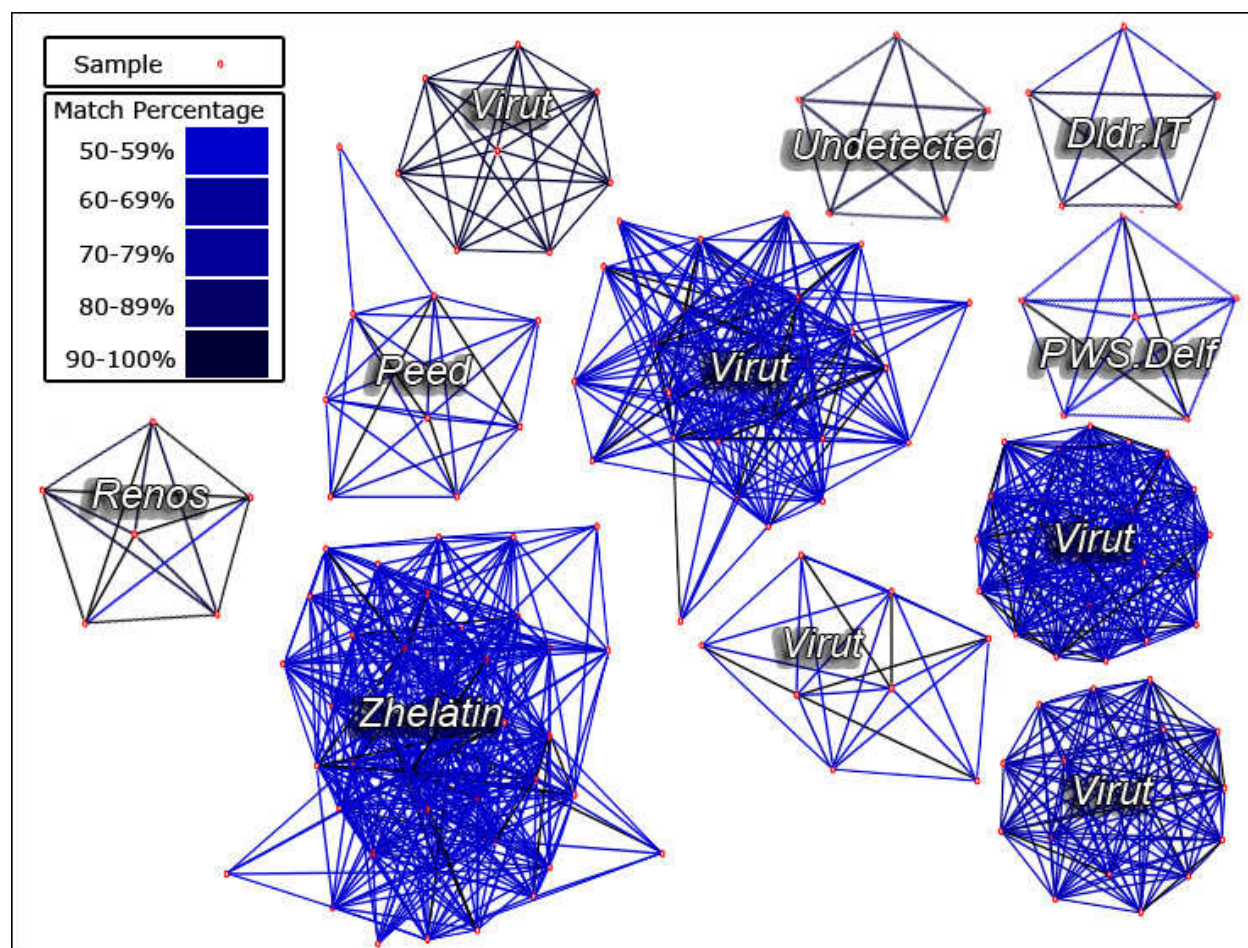 Sample
Match Percentage
50-59%
60-69%
70-79%
80-89%
90-100%
Virut
Undetected
Dldr.IT
Peed
Virut
PWS.Delf
Renos
Virut
Virut
Zhelatin
Virut